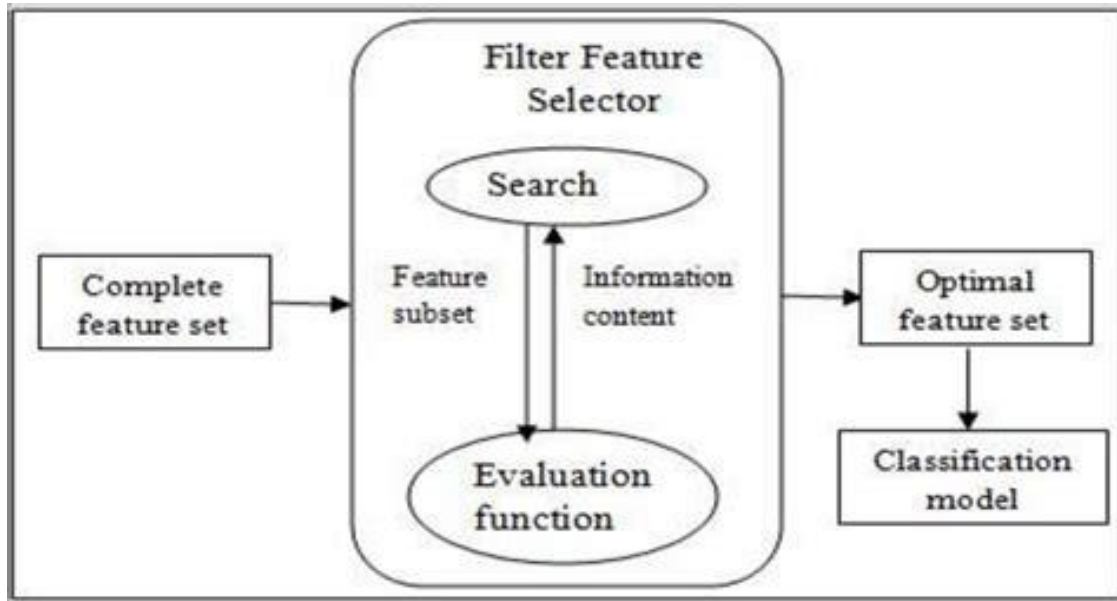 Filter Feature
Selector
Search
Complete
feature set
Feature
subset
Information
content
Evaluation
function
Optimal
feature set
Classification
model